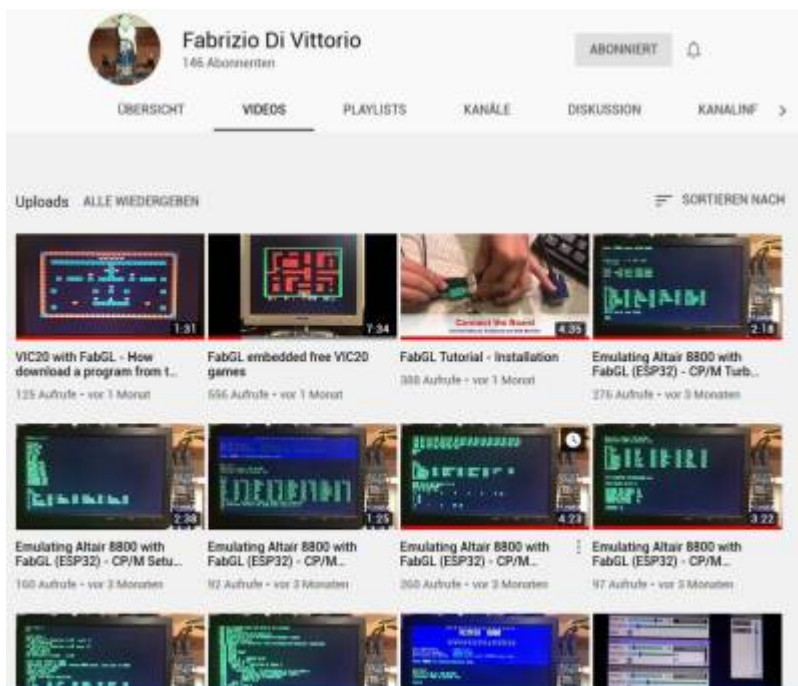 Fabrizio Di Vittorio
146 Abonnenten
ABONNIERT
ÜBERSICHT VIDEOS PLAYLISTS KANÄLE DISKUSSION KANALINF
Uploads ALLE WIEDERGEBEN SORTIEREN NACH
1:31 7:34 Connect the Board 4:35 2:18
VIC20 with FabGL - How
download a program from t...
125 Aufrufe • vor 1 Monat
FabGL embedded free VIC20
games
556 Aufrufe • vor 1 Monat
FabGL Tutorial - Installation
388 Aufrufe • vor 1 Monat
Emulating Altair 8800 with
FabGL (ESP32) - CP/M Turb...
276 Aufrufe • vor 3 Monaten
2:38 1:25 4:23 3:22
Emulating Altair 8800 with
FabGL (ESP32) - CP/M Setu...
160 Aufrufe • vor 3 Monaten
Emulating Altair 8800 with
FabGL (ESP32) - CP/M...
92 Aufrufe • vor 3 Monaten
Emulating Altair 8800 with
FabGL (ESP32) - CP/M...
260 Aufrufe • vor 3 Monaten
Emulating Altair 8800 with
FabGL (ESP32) - CP/M...
97 Aufrufe • vor 3 Monaten